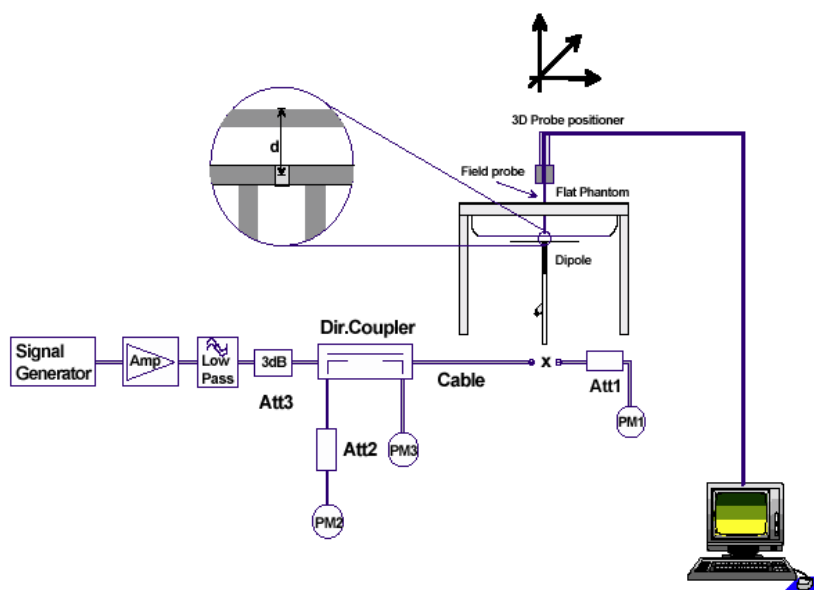 3D Probe positioner
d
Field probe
Flat Phantom
Dipole
Dir.Coupler
Signal
Generator
Amp
Low
Pass
3dB
Cable
x
Att1
Att3
Att2
PM3
PM1
PM2